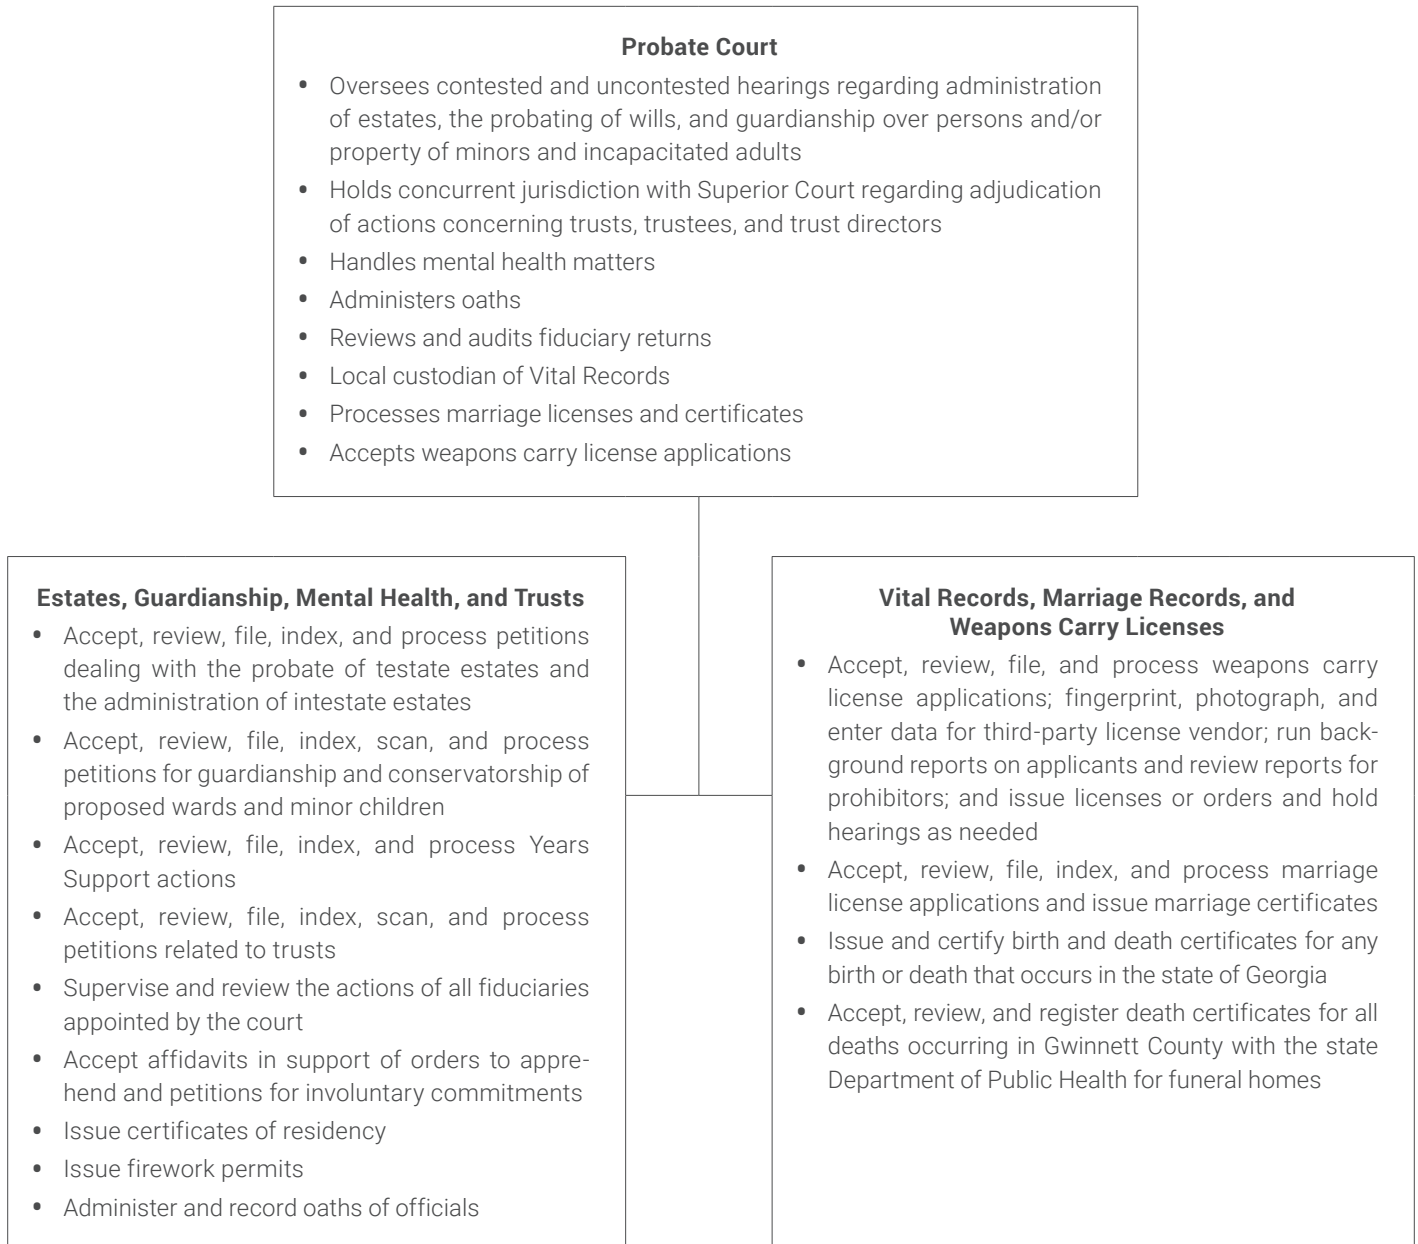 Probate Court
• Oversees contested and uncontested hearings regarding administration
of estates, the probating of wills, and guardianship over persons and/or
property of minors and incapacitated adults
• Holds concurrent jurisdiction with Superior Court regarding adjudication
of actions concerning trusts, trustees, and trust directors
• Handles mental health matters
• Administers oaths
• Reviews and audits fiduciary returns
• Local custodian of Vital Records
• Processes marriage licenses and certificates
• Accepts weapons carry license applications
Estates, Guardianship, Mental Health, and Trusts
• Accept, review, file, index, and process petitions
dealing with the probate of testate estates and
the administration of intestate estates
• Accept, review, file, index, scan, and process
petitions for guardianship and conservatorship of
proposed wards and minor children
• Accept, review, file, index, and process Years
Support actions
• Accept, review, file, index, scan, and process
petitions related to trusts
• Supervise and review the actions of all fiduciaries
appointed by the court
• Accept affidavits in support of orders to appre-
hend and petitions for involuntary commitments
• Issue certificates of residency
• Issue firework permits
• Administer and record oaths of officials
Vital Records, Marriage Records, and
Weapons Carry Licenses
• Accept, review, file, and process weapons carry
license applications; fingerprint, photograph, and
enter data for third-party license vendor; run back-
ground reports on applicants and review reports for
prohibitors; and issue licenses or orders and hold
hearings as needed
• Accept, review, file, index, and process marriage
license applications and issue marriage certificates
• Issue and certify birth and death certificates for any
birth or death that occurs in the state of Georgia
• Accept, review, and register death certificates for all
deaths occurring in Gwinnett County with the state
Department of Public Health for funeral homes